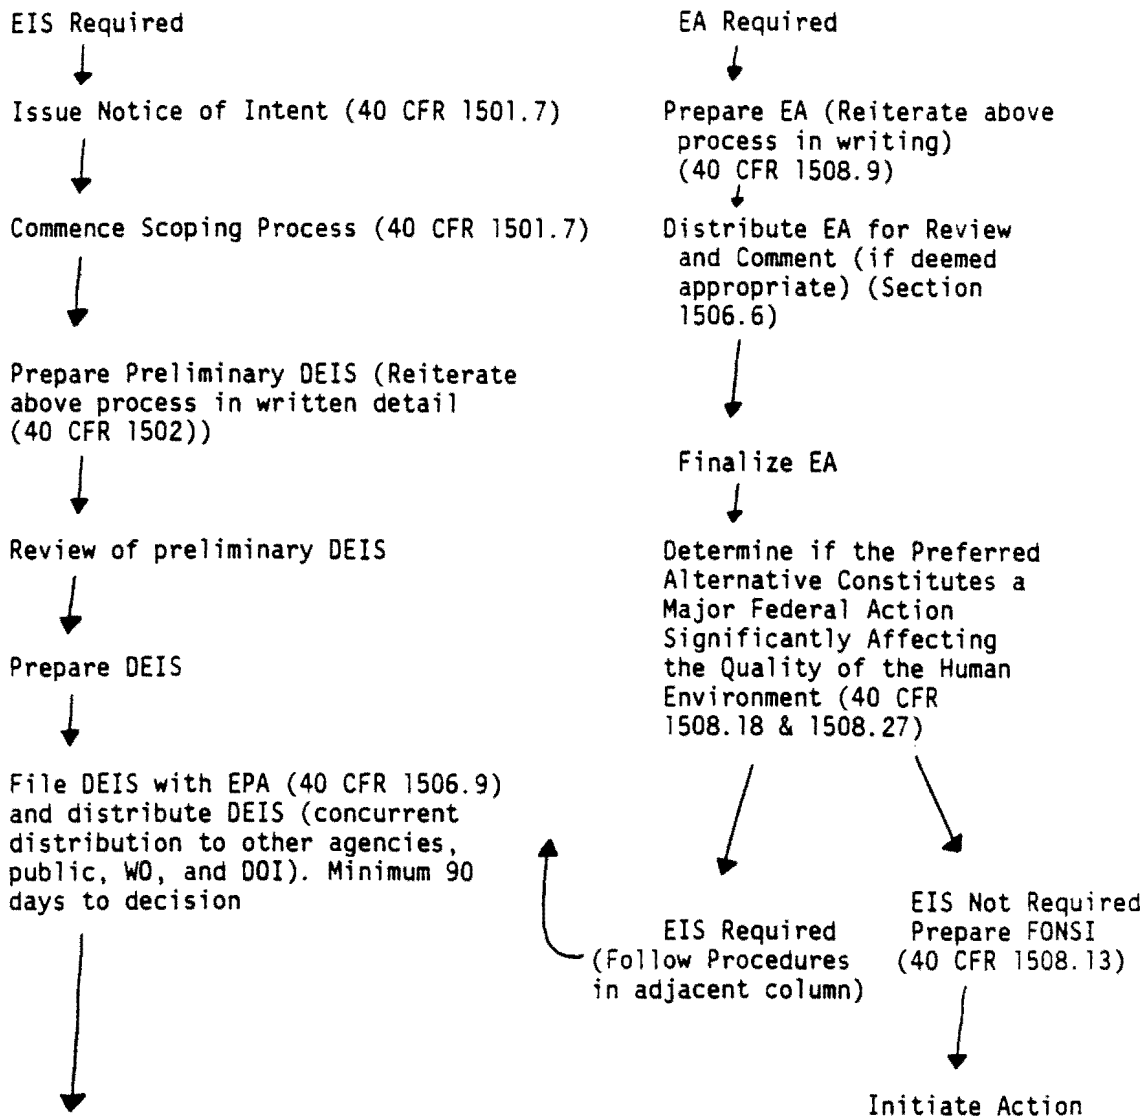 EIS Required
Issue Notice of Intent (40 CFR 1501.7)
Commence Scoping Process (40 CFR 1501.7)
Prepare Preliminary DEIS (Reiterate
above process in written detail
(40 CFR 1502))
Review of preliminary DEIS
Prepare DEIS
File DEIS with EPA (40 CFR 1506.9)
and distribute DEIS (concurrent
distribution to other agencies,
public, WO, and DOI). Minimum 90
days to decision
EA Required
Prepare EA (Reiterate above
process in writing)
(40 CFR 1508.9)
Distribute EA for Review
and Comment (if deemed
appropriate) (Section
1506.6)
Finalize EA
Determine if the Preferred
Alternative Constitutes a
Major Federal Action
Significantly Affecting
the Quality of the Human
Environment (40 CFR
1508.18 & 1508.27)
EIS Required
(Follow Procedures
in adjacent column)
EIS Not Required
Prepare FONSI
(40 CFR 1508.13)
Initiate Action